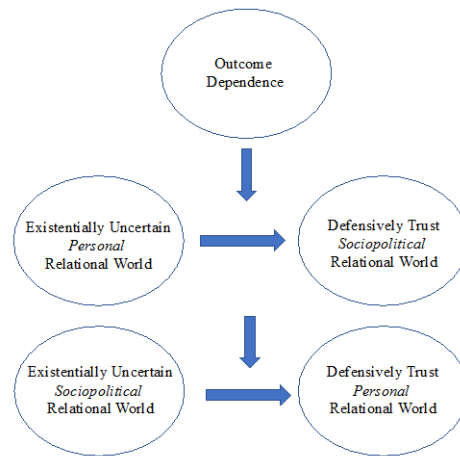 Outcome
Dependence
Existentially Uncertain
Personal
Relational World
Defensively Trust
Sociopolitical
Relational World
Existentially Uncertain
Sociopolitical
Relational World
Defensively Trust
Personal
Relational World